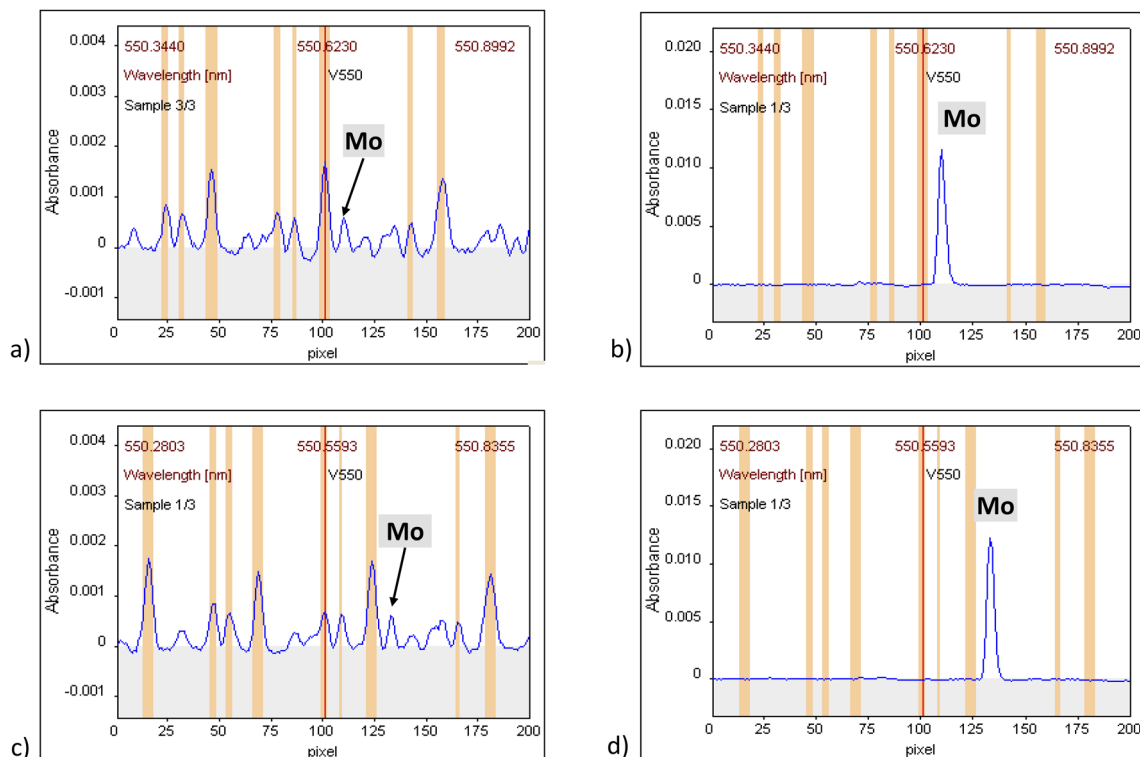 0.004
0.003
0.002
0.001
0
-0.001
Absorbance
550.3440 550.6230 550.8992
Wavelength [nm] V550
Sample 3/3
Mo
0 25 50 75 100 125 150 175 200
pixel
a)
0.020
0.015
0.010
0.005
0
Absorbance
550.3440 550.6230 550.8992
Wavelength [nm] V550
Sample 1/3
Mo
0 25 50 75 100 125 150 175 200
pixel
b)
0.004
0.003
0.002
0.001
0
-0.001
Absorbance
550.2803 550.5593 550.8355
Wavelength [nm] V550
Sample 1/3
Mo
0 25 50 75 100 125 150 175 200
pixel
c)
0.020
0.015
0.010
0.005
0
Absorbance
550.2803 550.5593 550.8355
Wavelength [nm] V550
Sample 1/3
Mo
0 25 50 75 100 125 150 175 200
pixel
d)